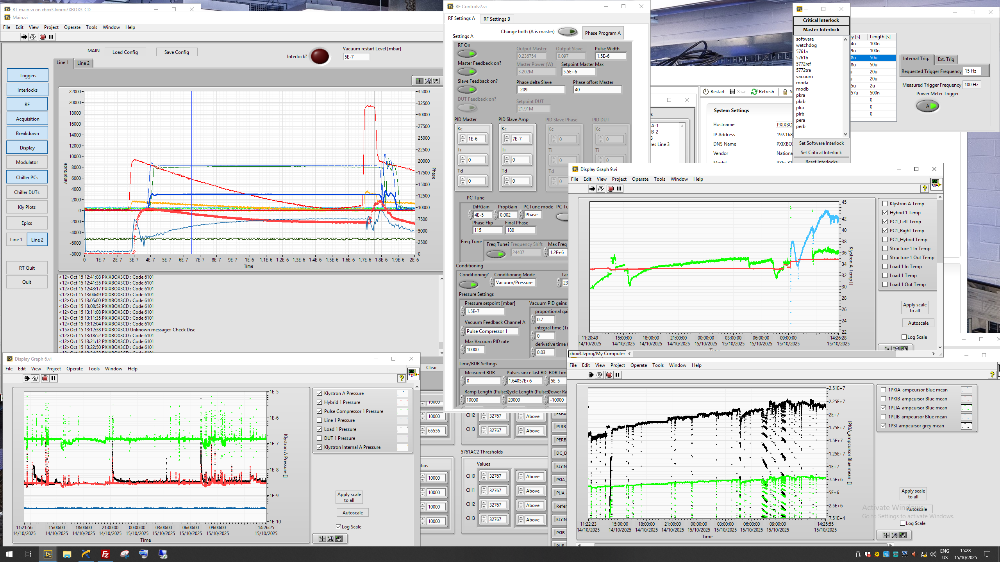 RT main.vi on xbox3.lvproj/XBOX3_CD
Main.vi
File Edit View Project Operate Tools Window Help
MAIN
Load Config
Save Config
Interlock?
Vacuum restart Level [mbar]
5E-7
Line 1
Line 2
Triggers
Interlocks
RF
Acquisition
Breakdown
Display
Modulator
Chiller PCs
Chiller DUTs
Kly Plots
Epics
Line 1 Line 2
RT Quit
Quit
Amplitude
22000
20000
18000
16000
14000
12000
10000
8000
6000
4000
2000
0
-2000
-4000
-6000
-8000
Phase
35000
32500
30000
27500
25000
22500
20000
17500
15000
12500
10000
7500
5000
2500
0
0 1E-7 2E-7 3E-7 4E-7 5E-7 6E-7 7E-7 8E-7 9E-7 1E-6 1.1E-6 1.2E-6 1.3E-6 1.4E-6 1.5E-6 1.6E-6 1.7E-6 1.8E-6 1.9E-6 2E-6
Time
<12>Oct 15 12:41:08 PXIXBOX3CD : Code 6101
<12>Oct 15 12:41:35 PXIXBOX3CD : Code 6101
<12>Oct 15 12:43:17 PXIXBOX3CD : Code 6101
<12>Oct 15 13:04:49 PXIXBOX3CD : Code 6101
<12>Oct 15 13:05:00 PXIXBOX3CD : Code 6101
<12>Oct 15 13:08:52 PXIXBOX3CD : Code 6101
<12>Oct 15 13:11:08 PXIXBOX3CD : Code 6101
<12>Oct 15 13:11:35 PXIXBOX3CD : Code 6101
<12>Oct 15 13:12:04 PXIXBOX3CD : Code 6101
<15>Oct 15 13:12:38 PXIXBOX3CD Unknown message:: Check Disc
<12>Oct 15 13:18:52 PXIXBOX3CD : Code 6101
<12>Oct 15 13:21:12 PXIXBOX3CD : Code 6101
<12>Oct 15 13:22:50 PXIXBOX3CD : Code 6101
Clear
RF Controlv2.vi
RF Settings A
RF Settings B
Change both (A is master)
Phase Program A
Settings A
RF On
Output Master
0.236754
Output Slave
0.097
Pulse Width
1.5E-6
Master Feedback on?
Master Power (W)
3.202M
Setpoint Master Max
5.5E+6
Slave Feedback on?
Phase delta Slave
-209
Phase offset Master
40
DUT Feedback on?
Setpoint DUT
21.91M
PID Master PID Slave Amp PID Slave Phase PID DUT
Kc Kc Kc Kc
1E-6 7E-7 0 0
Ti Ti Ti Ti
0 0 0 0
Td Td Td
0 0 0
PC Tune
DiffGain PropGain PCTune mode PC Tu
4E-5 0.002 Phase
Phase Flip Final Phase
115 180
Freq Tune
Freq Tune? Frequency Shift Max Freq
24407 1.2E+6
Conditioning
Conditioning? Conditioning Mode Tar
Vacuum/Pressure 23
Pressure Settings
Pressure setpoint [mbar]
1.5E-7
Vacuum Feedback Channel A
Pulse Compressor 1
Max Vacuum PID rate
10000
Vacuum PID gains
proportional gai
0.7
integral time (Ti
0
derivative time (
0.03
Time/BDR Settings
Measured BDR Pulses since last BD BDR Lim
0 1.64057E+6 5E-5
Ramp Length (Pulses Cycle Length (Pulses Power Ra
10000 20000 -10000
Critical Interlock
Master Interlock
software
watchdog
5761a
5761b
5772ref
5772tra
vacuum
moda
modb
pkra
pkrb
plra
plrb
pera
perb
Set Software Interlock
Set Critical Interlock
Reset Interlocks
ay [s] Length [s]
4u 100n
9u 100n
8u 50u
8u 50u
u 20u
u 20u
5u 2u
57u 500n
0
0
0
Internal Trig. Ext. Trig
Requested Trigger Frequency 15 Hz
Measured Trigger Frequency 100 Hz
Power Meter Trigger
A
Restart Save Refresh S
System Settings
Hostname PXIXBO
IP Address 192.168
DNS Name PXIXBO
Vendor Nationa
Model PXIe-81
s
A-1
B-2
3
res Line 3
Display Graph 9.vi
File Edit View Project Operate Tools Window Help
45
42
40
38
36
34
32
30
28
26
24
22
Klystron A Temp []
11:20:49 15:00:00 18:00:00 21:00:00 00:00:00 03:00:00 06:00:00 09:00:00 14:26:28
14/10/2025 14/10/2025 14/10/2025 14/10/2025 15/10/2025 15/10/2025 15/10/2025 15/10/2025 15/10/2025
Time
Klystron A Temp
Hybrid 1 Temp
PC1_Left Temp
PC1_Right Temp
PC1_Hybrid Temp
Structure 1 In Temp
Structure 1 Out Temp
Load 1 In Temp
Load 1 Temp
Load 1 Out Temp
Apply scale
to all
Autoscale
Log Scale
xbox3.lvproj/My Computer
Display Graph 6.vi
File Edit View Project Operate Tools Window Help
1E-5
1E-6
1E-7
1E-8
1E-9
1E-10
Klystron A Pressure []
11:21:56 15:00:00 18:00:00 21:00:00 00:00:00 03:00:00 06:00:00 09:00:00 14:26:25
14/10/2025 14/10/2025 14/10/2025 14/10/2025 15/10/2025 15/10/2025 15/10/2025 15/10/2025 15/10/2025
Time
Klystron A Pressure
Hybrid 1 Pressure
Pulse Compressor 1 Pressure
Line 1 Pressure
Load 1 Pressure
DUT 1 Pressure
Klystron Internal A Pressure
Apply scale
to all
Autoscale
Log Scale
10000
10000
65536
CH2 32767 Above
CH3 32767 Above
tios
10000
10000
10000
10000
5761AC2 Thresholds
Values
CH0 32767 Above
CH1 32767 Above
CH2 32767 Above
CH3 32767 Above
PKRB
PLRB
PERB
DC_D
KLYIN
PKIA_
PLIA_
Refer
KLYIN
PKIB_
PLIB
File Edit View Project Operate Tools Window Help
2.51E+7
2.25E+7
2E+7
1.75E+7
1.5E+7
1.25E+7
1E+7
7.5E+6
5E+6
2.5E+6
7.51E+4
1PKIA_ampcursor Blue mean []
11:22:23 15:00:00 18:00:00 21:00:00 00:00:00 03:00:00 06:00:00 09:00:00 14:25:55
14/10/2025 14/10/2025 14/10/2025 14/10/2025 15/10/2025 15/10/2025 15/10/2025 15/10/2025 15/10/2025
Time
1PKIA_ampcursor Blue mean
1PKIB_ampcursor Blue mean
1PLIA_ampcursor Blue mean
1PLIB_ampcursor Blue mean
1PSI_ampcursor grey mean
Apply scale
to all
Autoscale
Log Scale
Activate Windows
Go to Settings to activate Windows.
ENG
US
15:28
15/10/2025